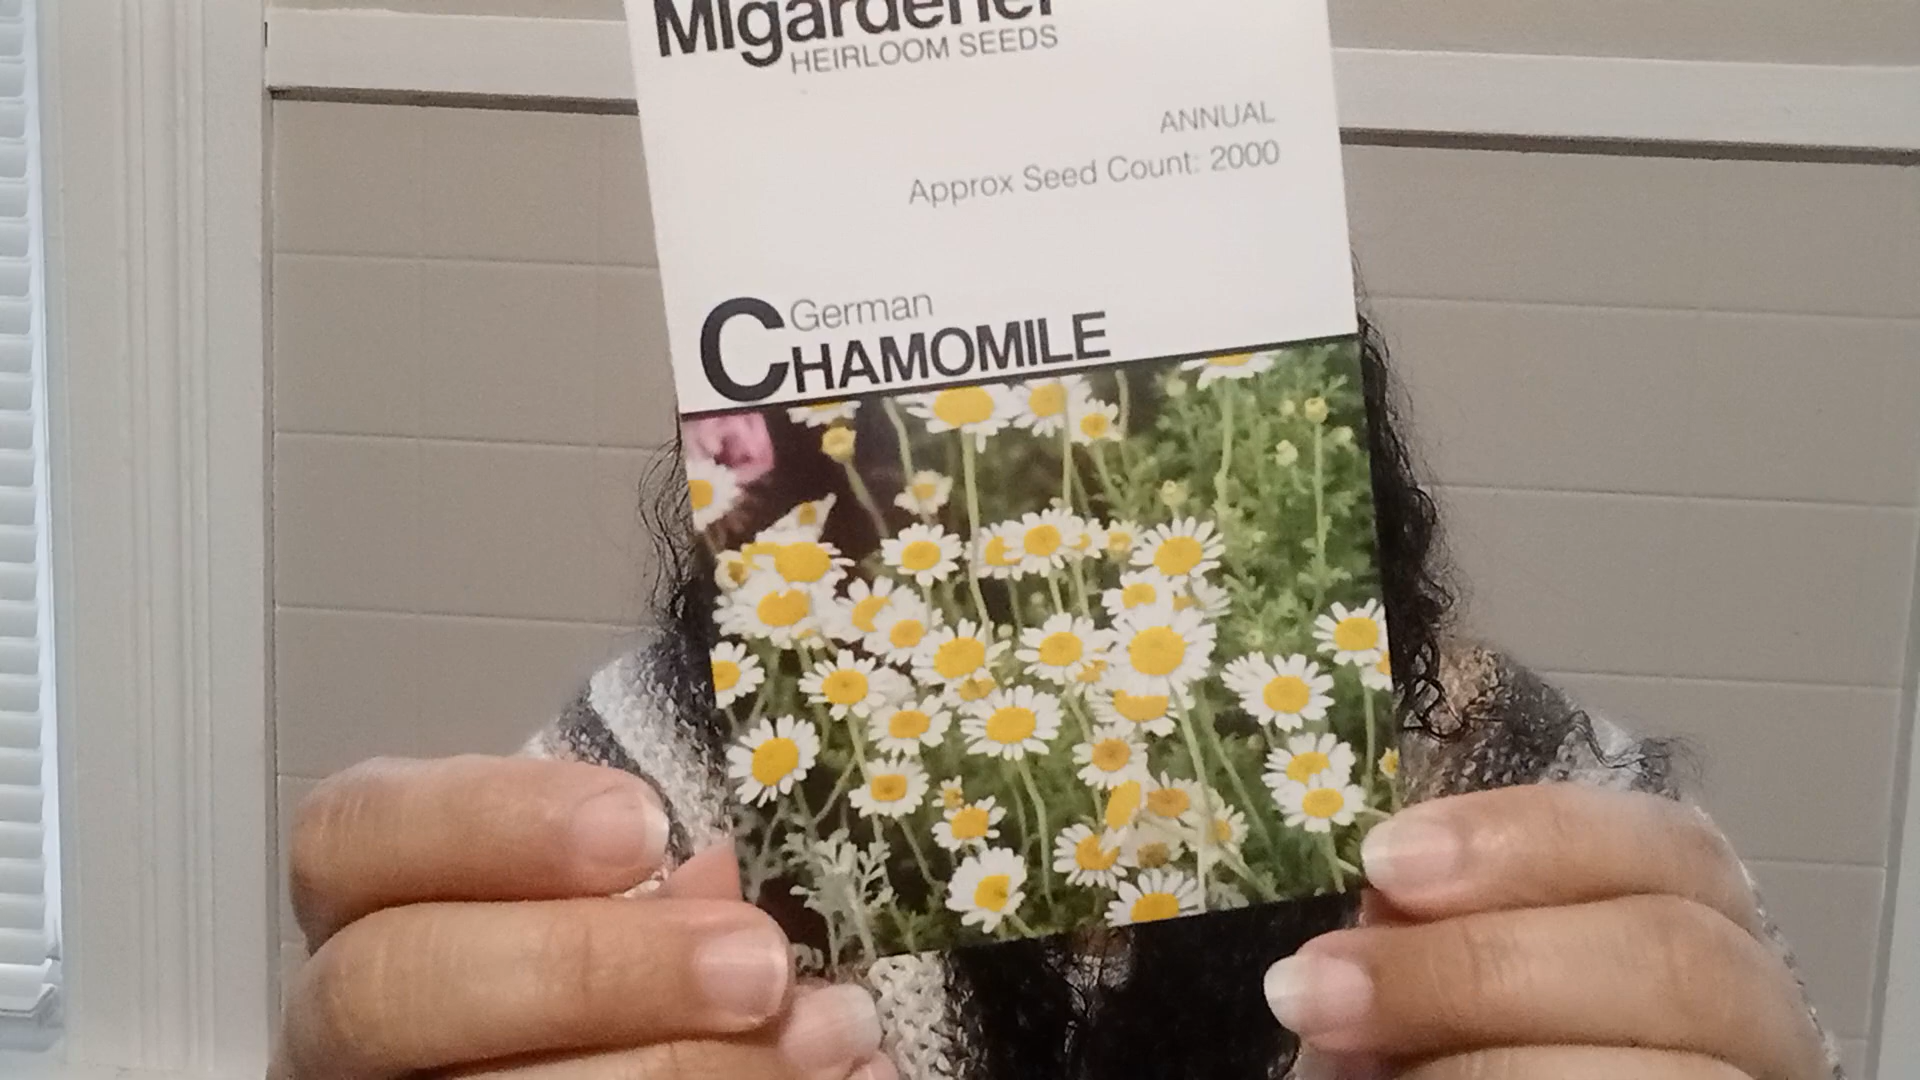 MIgardener
HEIRLOOM SEEDS
ANNUAL
Approx Seed Count: 2000
German
CHAMOMILE